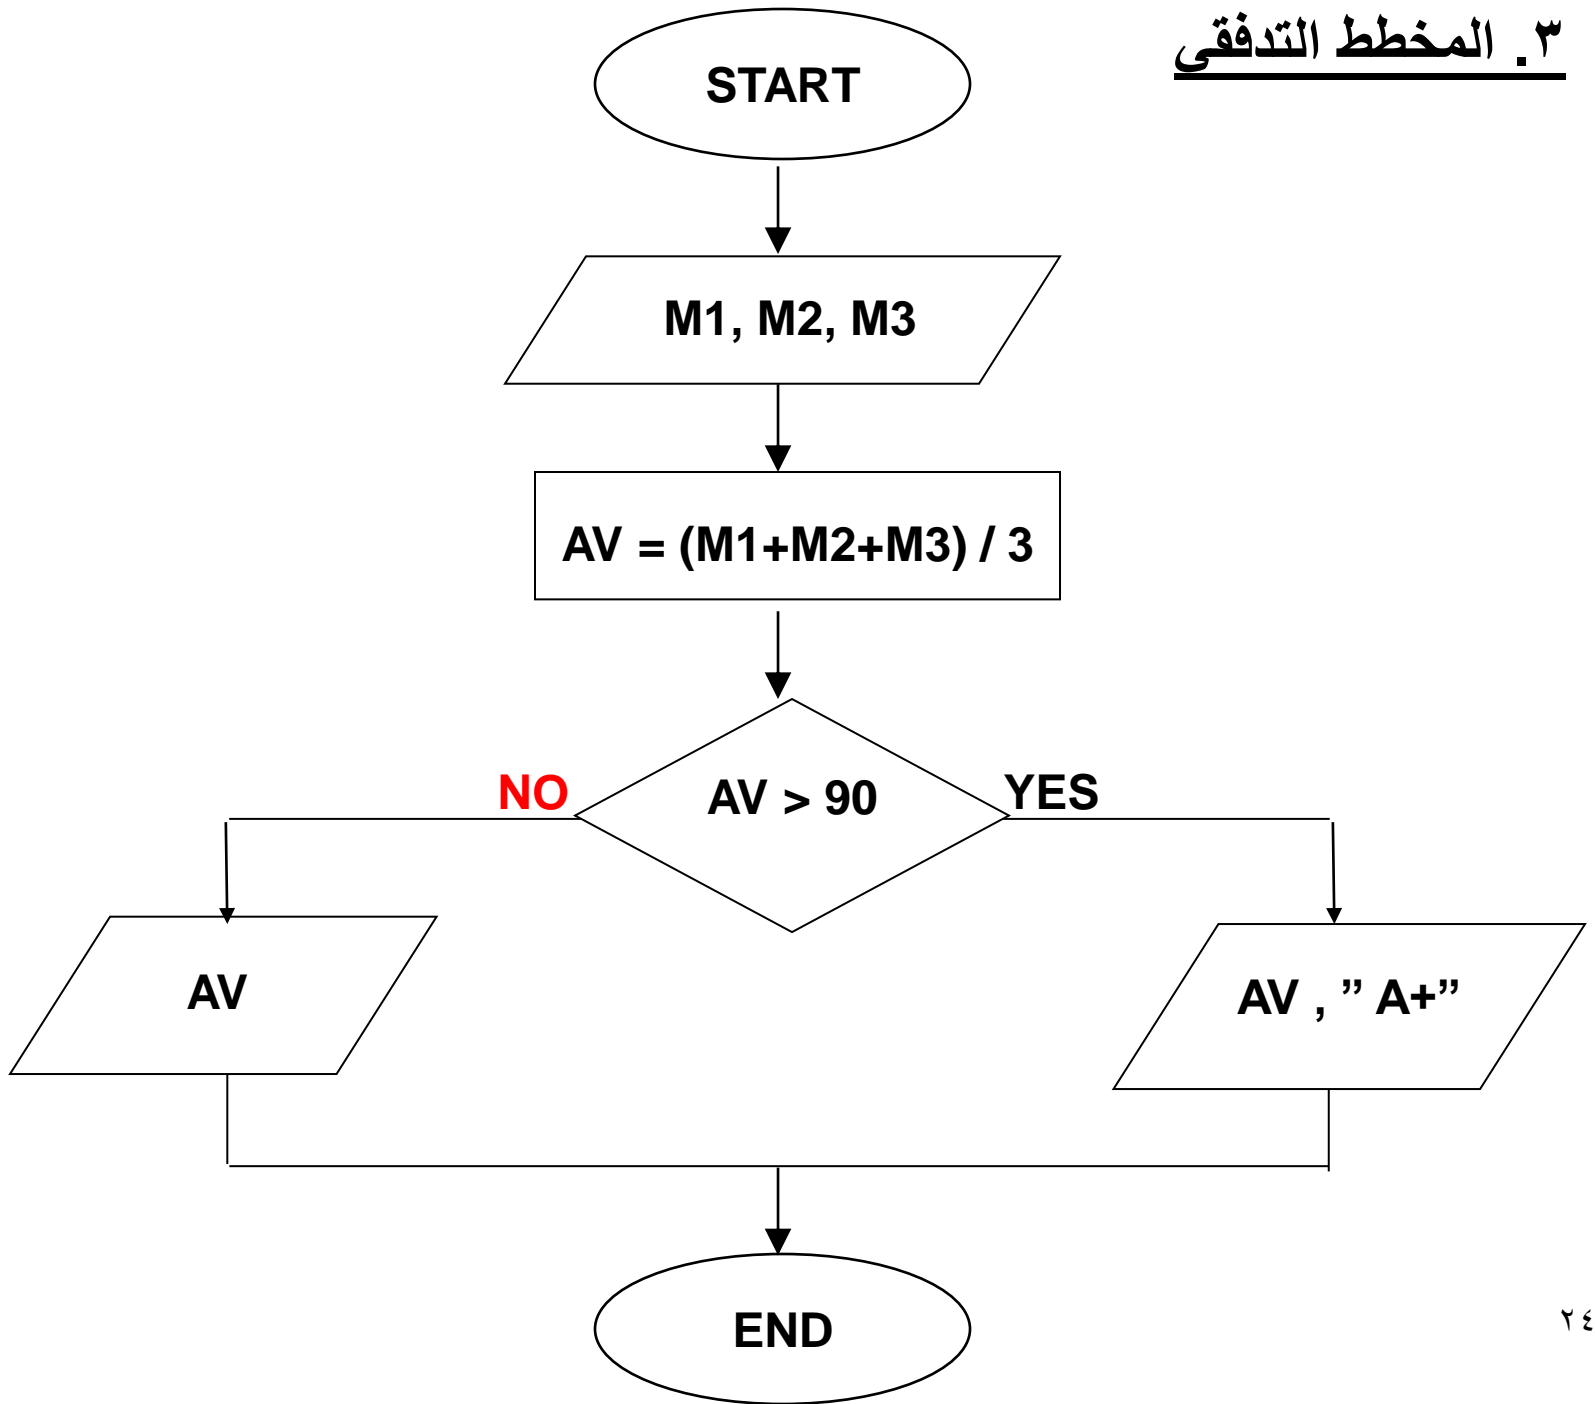 ٣. المخطط التدفقي
START
M1, M2, M3
AV = (M1+M2+M3) / 3
AV > 90
NO
YES
AV
AV , ” A+”
END
٢٤